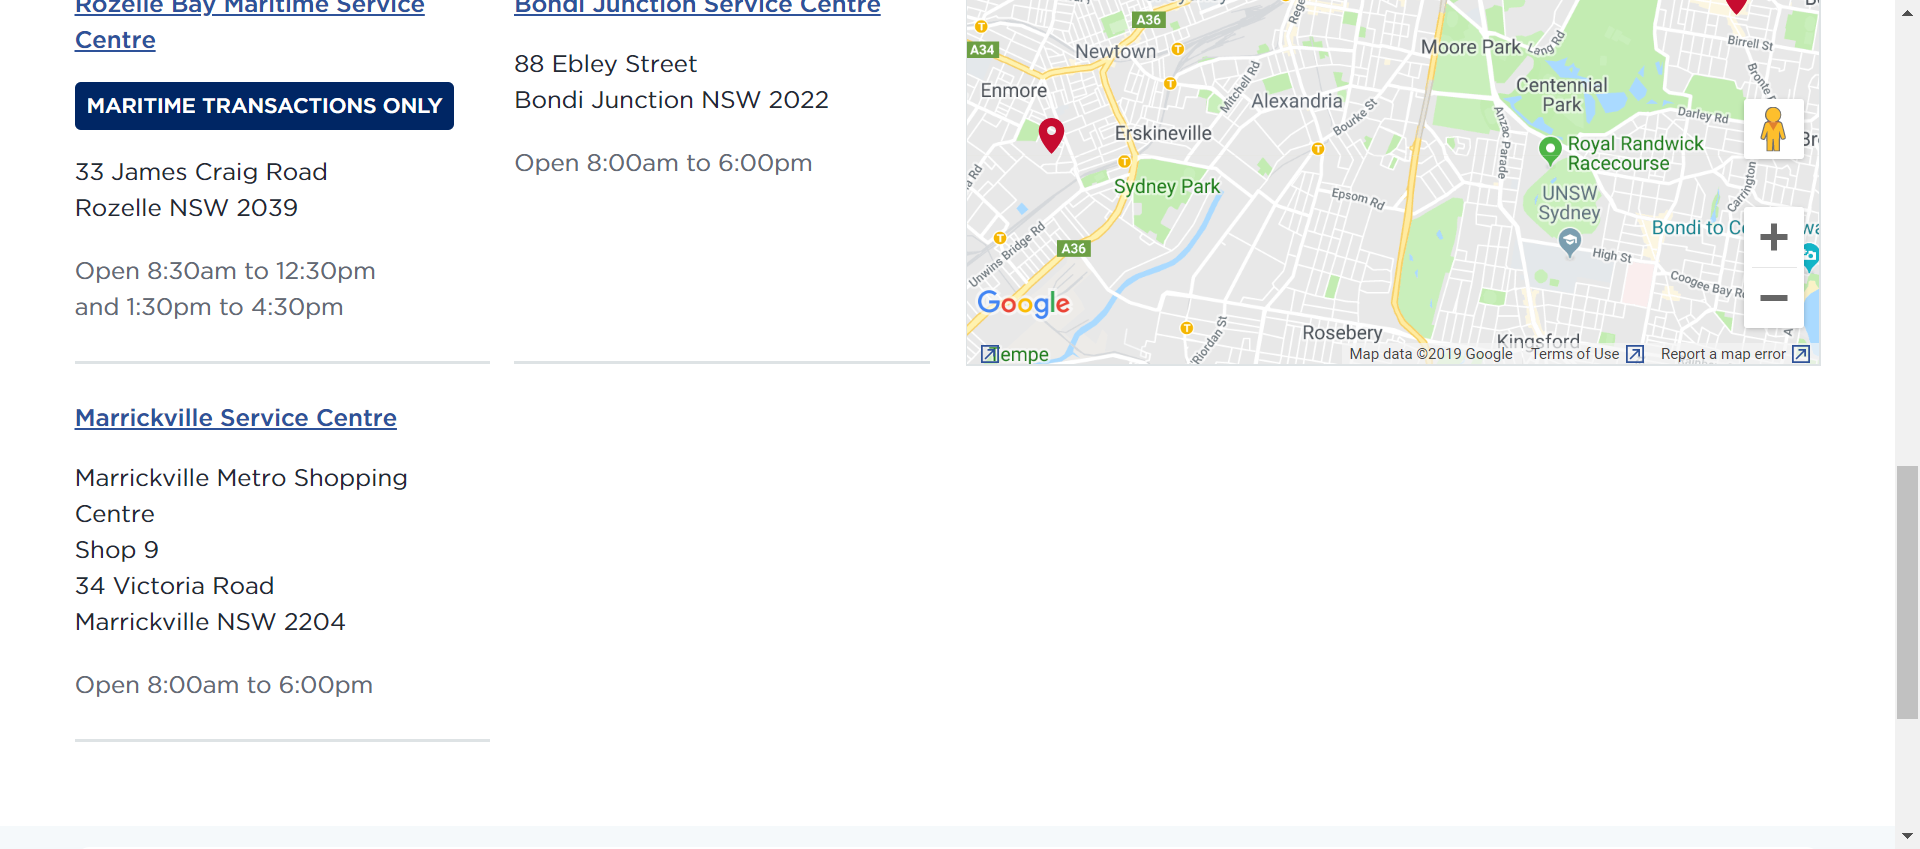 Rozelle Bay Maritime Service
Centre
MARITIME TRANSACTIONS ONLY
33 James Craig Road
Rozelle NSW 2039
Open 8:30am to 12:30pm
and 1:30pm to 4:30pm
Bondi Junction Service Centre
88 Ebley Street
Bondi Junction NSW 2022
Open 8:00am to 6:00pm
Marrickville Service Centre
Marrickville Metro Shopping
Centre
Shop 9
34 Victoria Road
Marrickville NSW 2204
Open 8:00am to 6:00pm
A36
A34
Newtown
Moore Park
Lang Rd
Birrell St
Enmore
Mitchell Rd
Alexandria
Bourke St
Centennial
Park
Darley Rd
Erskineville
Anzac Parade
Royal Randwick
Racecourse
Sydney Park
Epsom Rd
UNSW
Sydney
Carrington
Bondi to
A36
Unwins Bridge Rd
High St
Coogee Bay
Google
Riordan St
Rosebery
Kingsford
empe
Map data ©2019 Google
Terms of Use
Report a map error